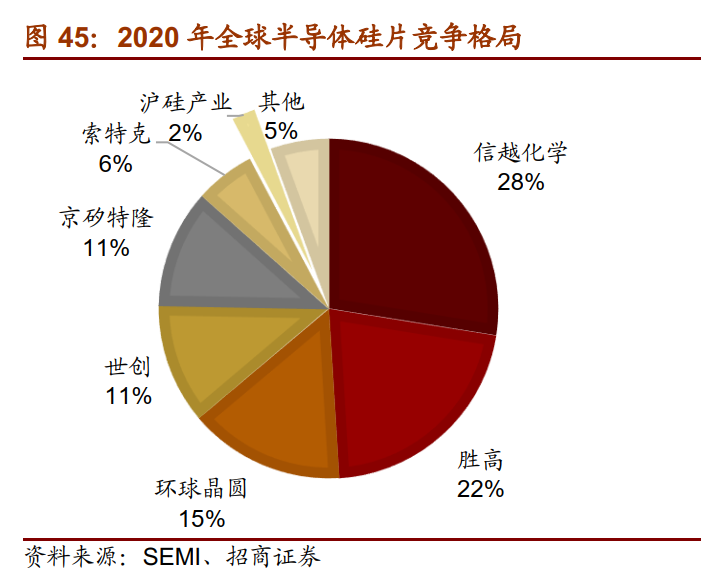 图 45：2020 年全球半导体硅片竞争格局
沪硅产业
2%
其他
5%
索特克
6%
信越化学
28%
京矽特隆
11%
世创
11%
胜高
22%
环球晶圆
15%
资料来源：SEMI、招商证券